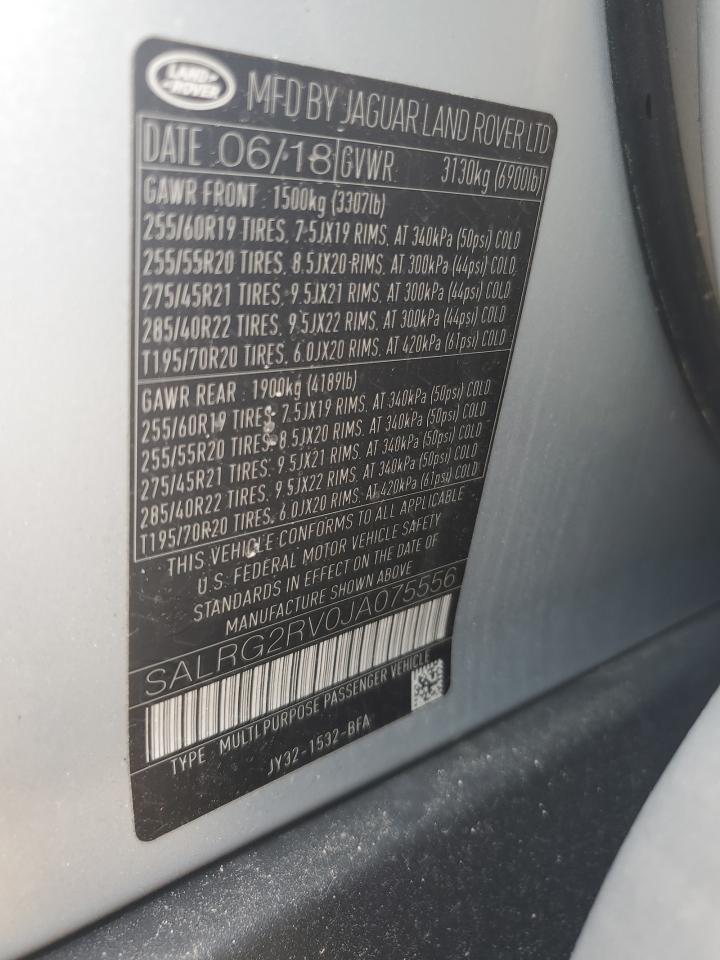 LAND ROVER
MFD BY JAGUAR LAND ROVER LTD
DATE 06/18 GVWR 3130kg (6900lb)
GAWR FRONT : 1500kg (3307lb)
255/60R19 TIRES, 7.5JX19 RIMS, AT 340kPa (50psi) COLD
255/55R20 TIRES, 8.5JX20 RIMS, AT 300kPa (44psi) COLD
275/45R21 TIRES, 9.5JX21 RIMS, AT 300kPa (44psi) COLD
285/40R22 TIRES, 9.5JX22 RIMS, AT 300kPa (44psi) COLD
T195/70R20 TIRES, 6.0JX20 RIMS, AT 420kPa (61psi) COLD
GAWR REAR : 1900kg (4189lb)
255/60R19 TIRES, 7.5JX19 RIMS, AT 340kPa (50psi) COLD
255/55R20 TIRES, 8.5JX20 RIMS, AT 340kPa (50psi) COLD
275/45R21 TIRES, 9.5JX21 RIMS, AT 340kPa (50psi) COLD
285/40R22 TIRES, 9.5JX22 RIMS, AT 340kPa (50psi) COLD
T195/70R20 TIRES, 6.0JX20 RIMS, AT 420kPa (61psi) COLD
THIS VEHICLE CONFORMS TO ALL APPLICABLE
U.S. FEDERAL MOTOR VEHICLE SAFETY
STANDARDS IN EFFECT ON THE DATE OF
MANUFACTURE SHOWN ABOVE
SALRG2RV0JA075556
TYPE MULTI PURPOSE PASSENGER VEHICLE
JY32-1532-BFA